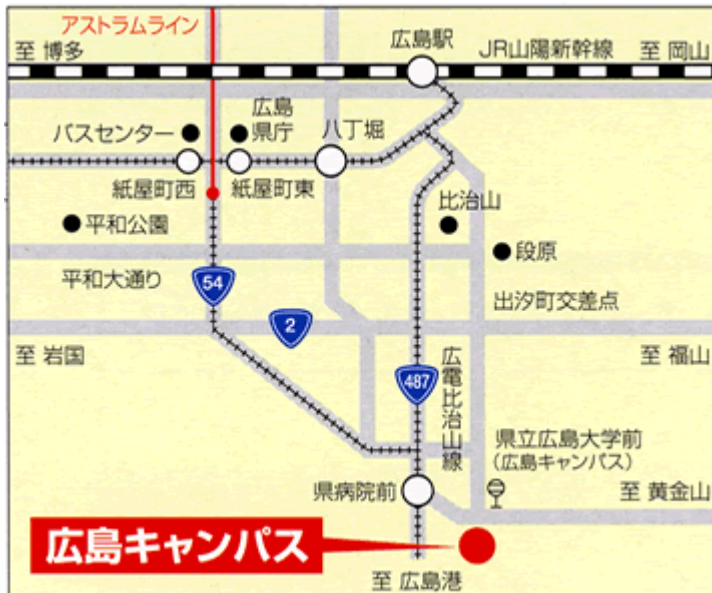 アストラムライン
至 博多
広島駅
JR山陽新幹線
至 岡山
バスセンター
広島
県庁
八丁堀
紙屋町西
紙屋町東
比治山
平和公園
段原
平和大通り
54
出汐町交差点
2
至 岩国
広電比治山線
至 福山
487
県立広島大学前
(広島キャンパス)
県病院前
至 黄金山
広島キャンパス
至 広島港